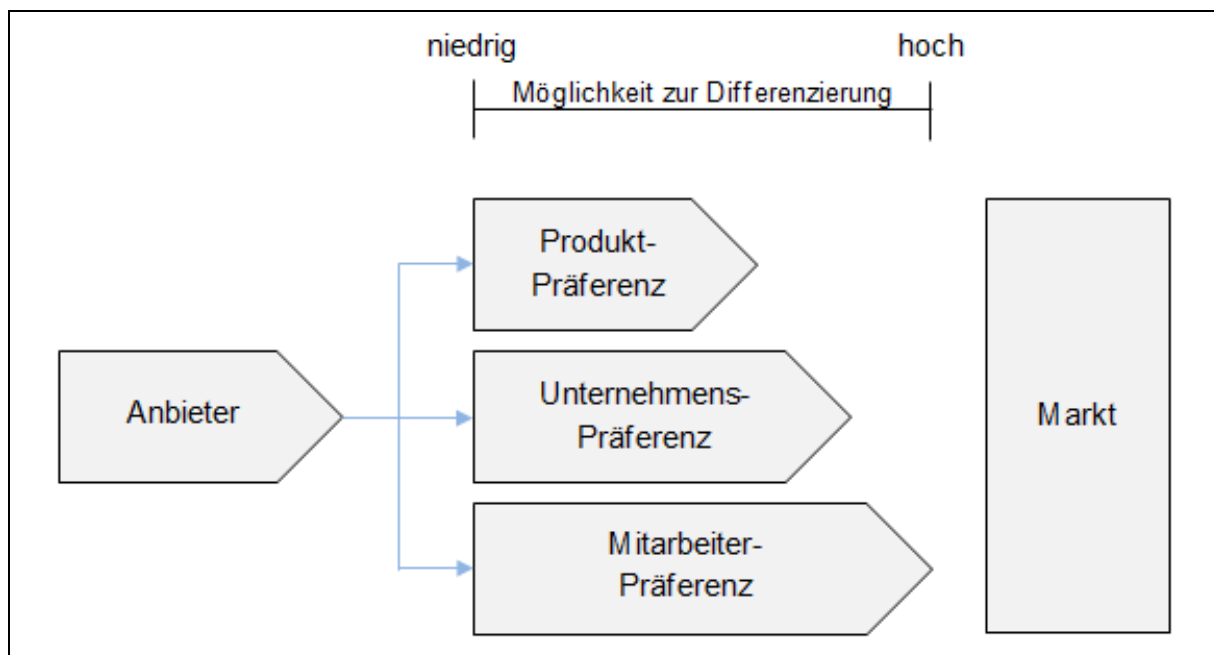 niedrig
hoch
Möglichkeit zur Differenzierung
Produkt-
Präferenz
Anbieter
Unternehmens-
Präferenz
Markt
Mitarbeiter-
Präferenz